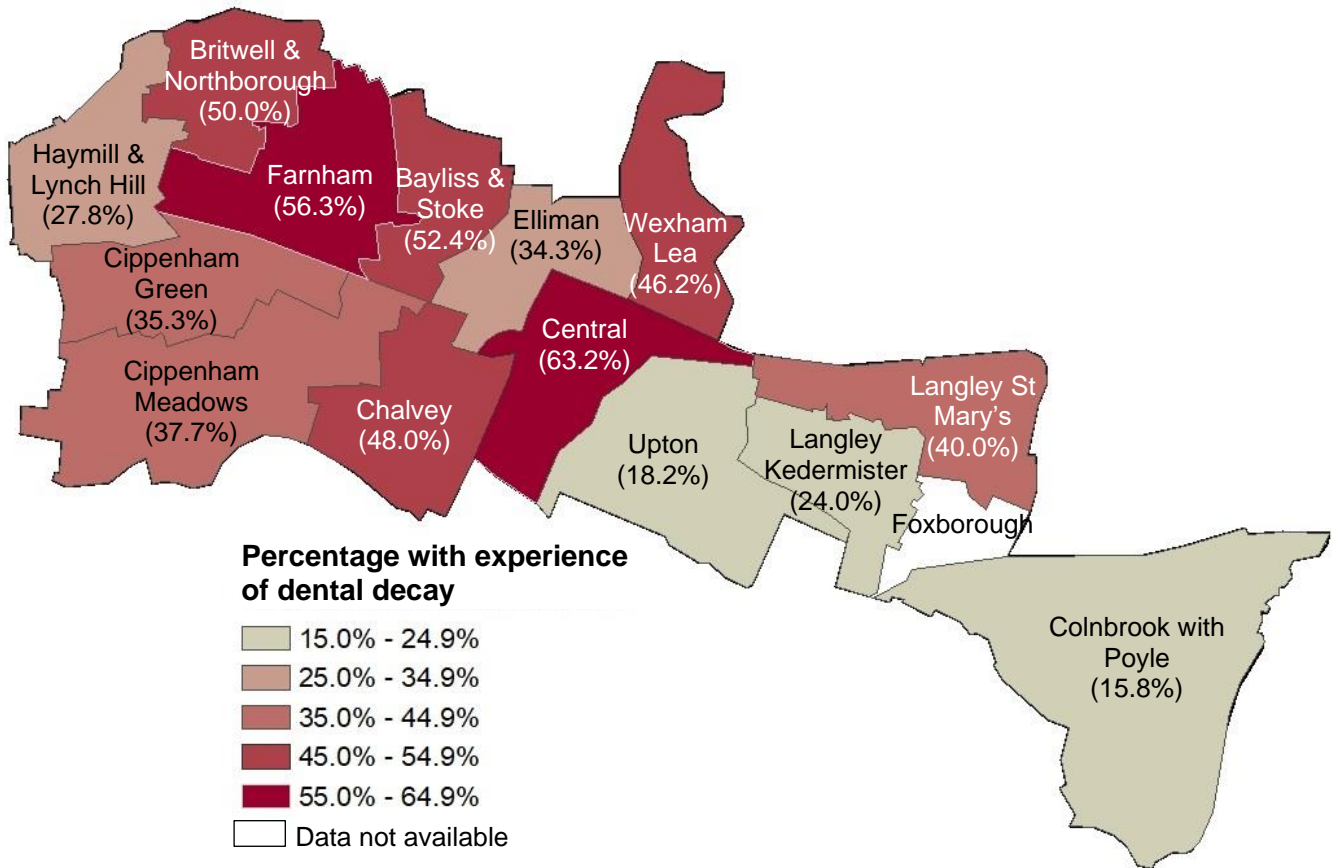 Britwell &
Northborough
(50.0%)
Haymill &
Lynch Hill
(27.8%)
Farnham
(56.3%)
Bayliss &
Stoke
(52.4%)
Elliman
(34.3%)
Wexham
Lea
(46.2%)
Cippenham
Green
(35.3%)
Central
(63.2%)
Cippenham
Meadows
(37.7%)
Chalvey
(48.0%)
Upton
(18.2%)
Langley
Kedermister
(24.0%)
Langley St
Mary's
(40.0%)
Foxborough
Colnbrook with
Poyle
(15.8%)
Percentage with experience
of dental decay
15.0% - 24.9%
25.0% - 34.9%
35.0% - 44.9%
45.0% - 54.9%
55.0% - 64.9%
Data not available